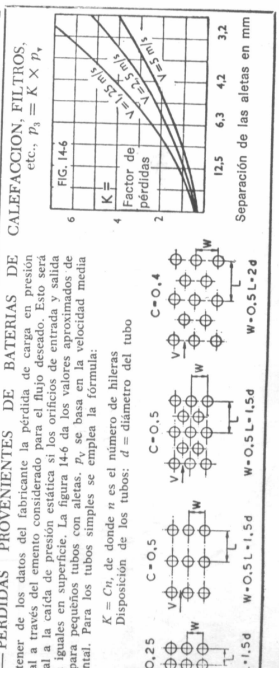 — PERDIDAS PROVENIENTES DE BATERIAS DE CALEFACCION, FILTROS,
etc., p₃ = K × pᵥ
tener de los datos del fabricante la pérdida de carga en presión
al a través del emento considerado para el flujo deseado. Esto será
al a la caída de presión estática si los orificios de entrada y salida
iguales en superficie. La figura 14-6 da los valores aproximados de
para pequeños tubos con aletas. pᵥ se basa en la velocidad media
ntal. Para los tubos simples se emplea la fórmula:
K = Cn, de donde n es el número de hileras
Disposición de los tubos: d = diametro del tubo
FIG. 14-6
K =
Factor de
pérdidas
6
4
2
V=1,25 m/s
V=2,5 m/s
V=5 m/s
12,5 6,3 4,2 3,2
Separación de las aletas en mm
0,25
W
L
-1,5d
C=0,5
V
W
L
W=0,5 L=1,5d
C=0,5
V
W
L
W=0,5 L=1,5d
C=0,4
V
W
L
W=0,5 L=2d